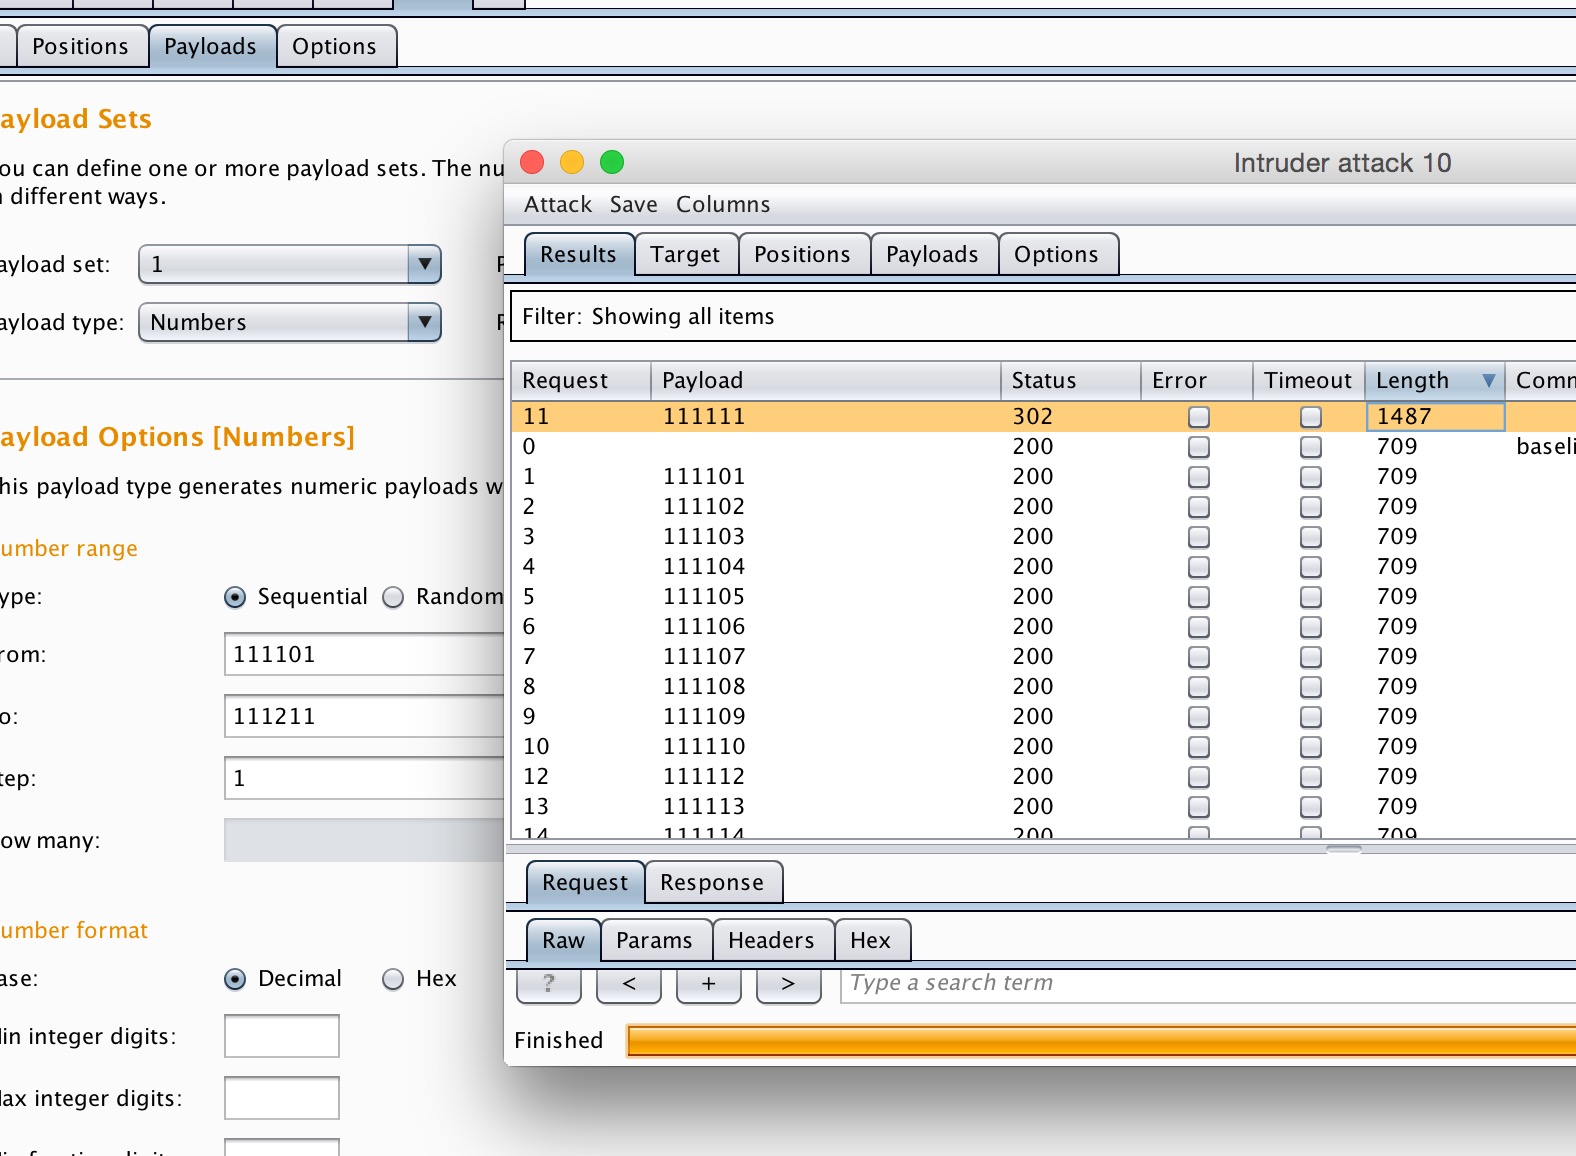 Positions Payloads Options
ayload Sets
ou can define one or more payload sets. The nu
different ways.
ayload set: 1
ayload type: Numbers
ayload Options [Numbers]
his payload type generates numeric payloads w
umber range
ype: Sequential Random
rom: 111101
o: 111211
tep: 1
ow many:
umber format
ase: Decimal Hex
in integer digits:
ax integer digits:
Intruder attack 10
Attack Save Columns
Results Target Positions Payloads Options
Filter: Showing all items
Request Payload Status Error Timeout Length Comm
11 111111 302 1487
0 200 709 baseli
1 111101 200 709
2 111102 200 709
3 111103 200 709
4 111104 200 709
5 111105 200 709
6 111106 200 709
7 111107 200 709
8 111108 200 709
9 111109 200 709
10 111110 200 709
12 111112 200 709
13 111113 200 709
14 111114 200 709
Request Response
Raw Params Headers Hex
? < + > Type a search term
Finished